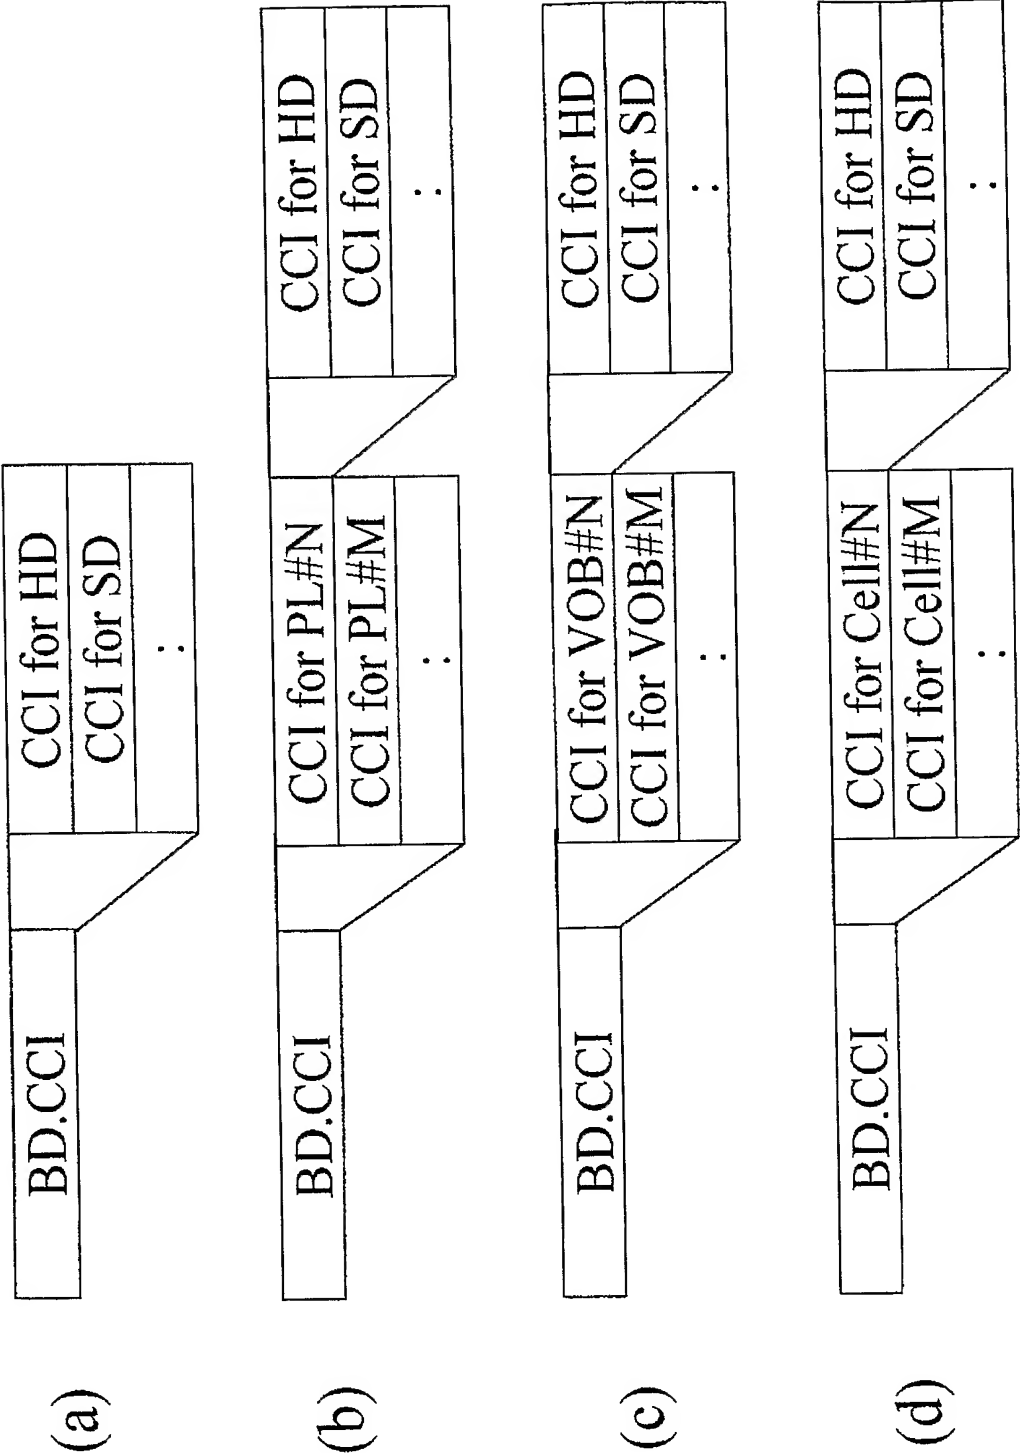 (a)
BD.CCI
CCI for HD
CCI for SD
:
(b)
BD.CCI
CCI for PL#N
CCI for PL#M
:
CCI for HD
CCI for SD
:
(c)
BD.CCI
CCI for VOB#N
CCI for VOB#M
:
CCI for HD
CCI for SD
:
(d)
BD.CCI
CCI for Cell#N
CCI for Cell#M
:
CCI for HD
CCI for SD
: